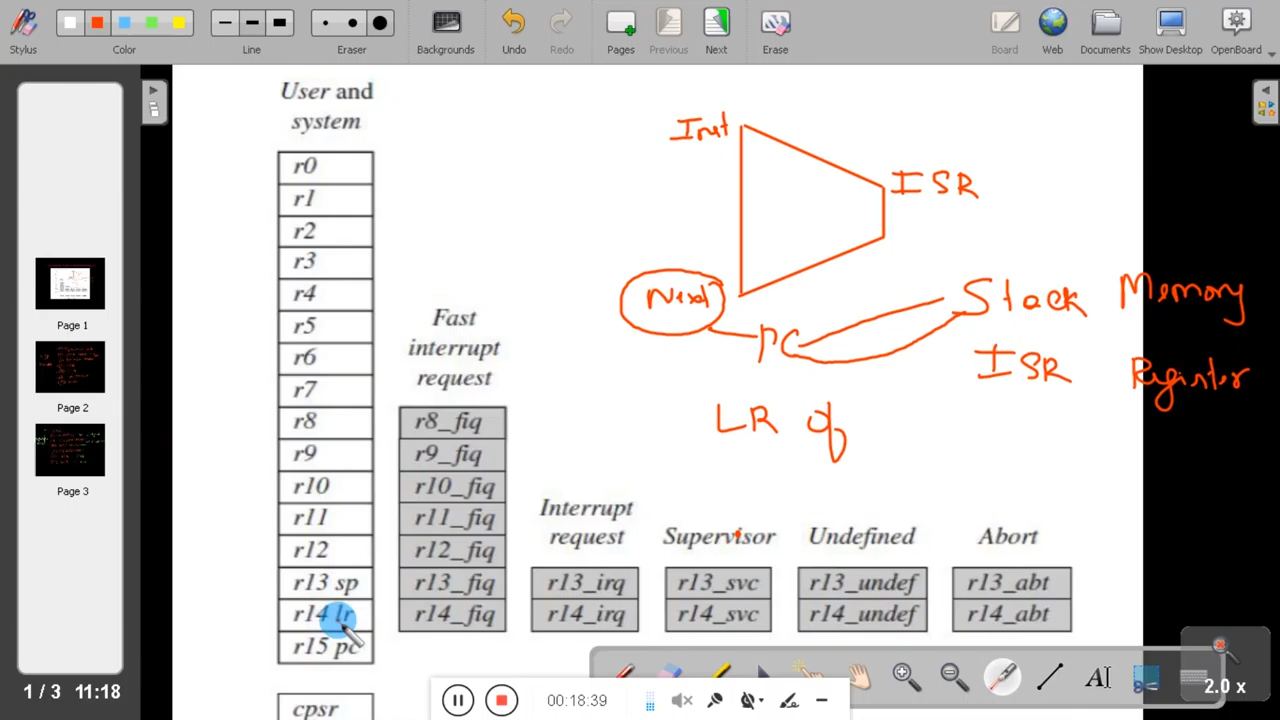 Stylus
Color
Line
Eraser
Backgrounds
Undo
Redo
Pages
Previous
Next
Erase
Board
Web
Documents
Show Desktop
OpenBoard
Page 1
Page 2
Page 3
1 / 3 11:18
User and
system
r0
r1
r2
r3
r4
r5
r6
r7
r8
r9
r10
r11
r12
r13 sp
r14 lr
r15 pc
cpsr
Fast
interrupt
request
r8_fiq
r9_fiq
r10_fiq
r11_fiq
r12_fiq
r13_fiq
r14_fiq
Interrupt
request
r13_irq
r14_irq
Supervisor
r13_svc
r14_svc
Undefined
r13_undef
r14_undef
Abort
r13_abt
r14_abt
Inst
ISR
Next
PC
Stack Memory
ISR Register
LR of
00:18:39
2.0 x